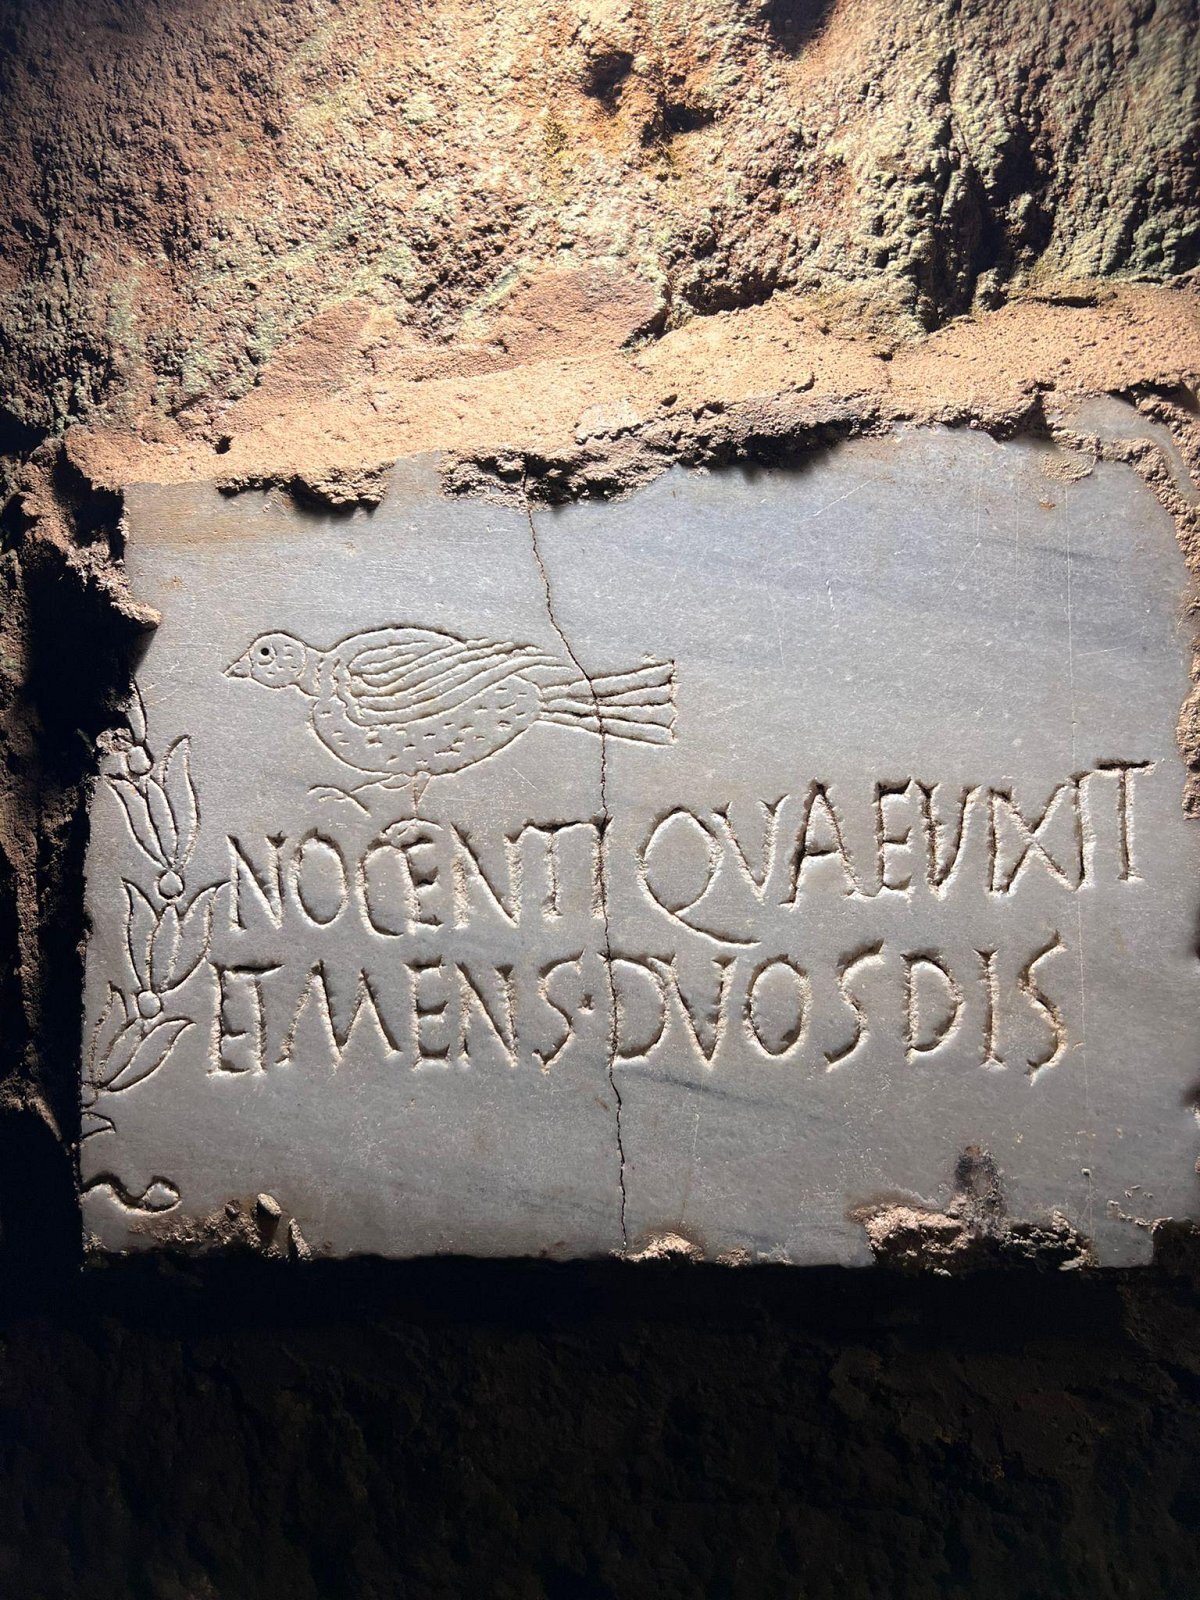 NOCENTI QVAE VIXIT
ET MENS · DVOS DIS